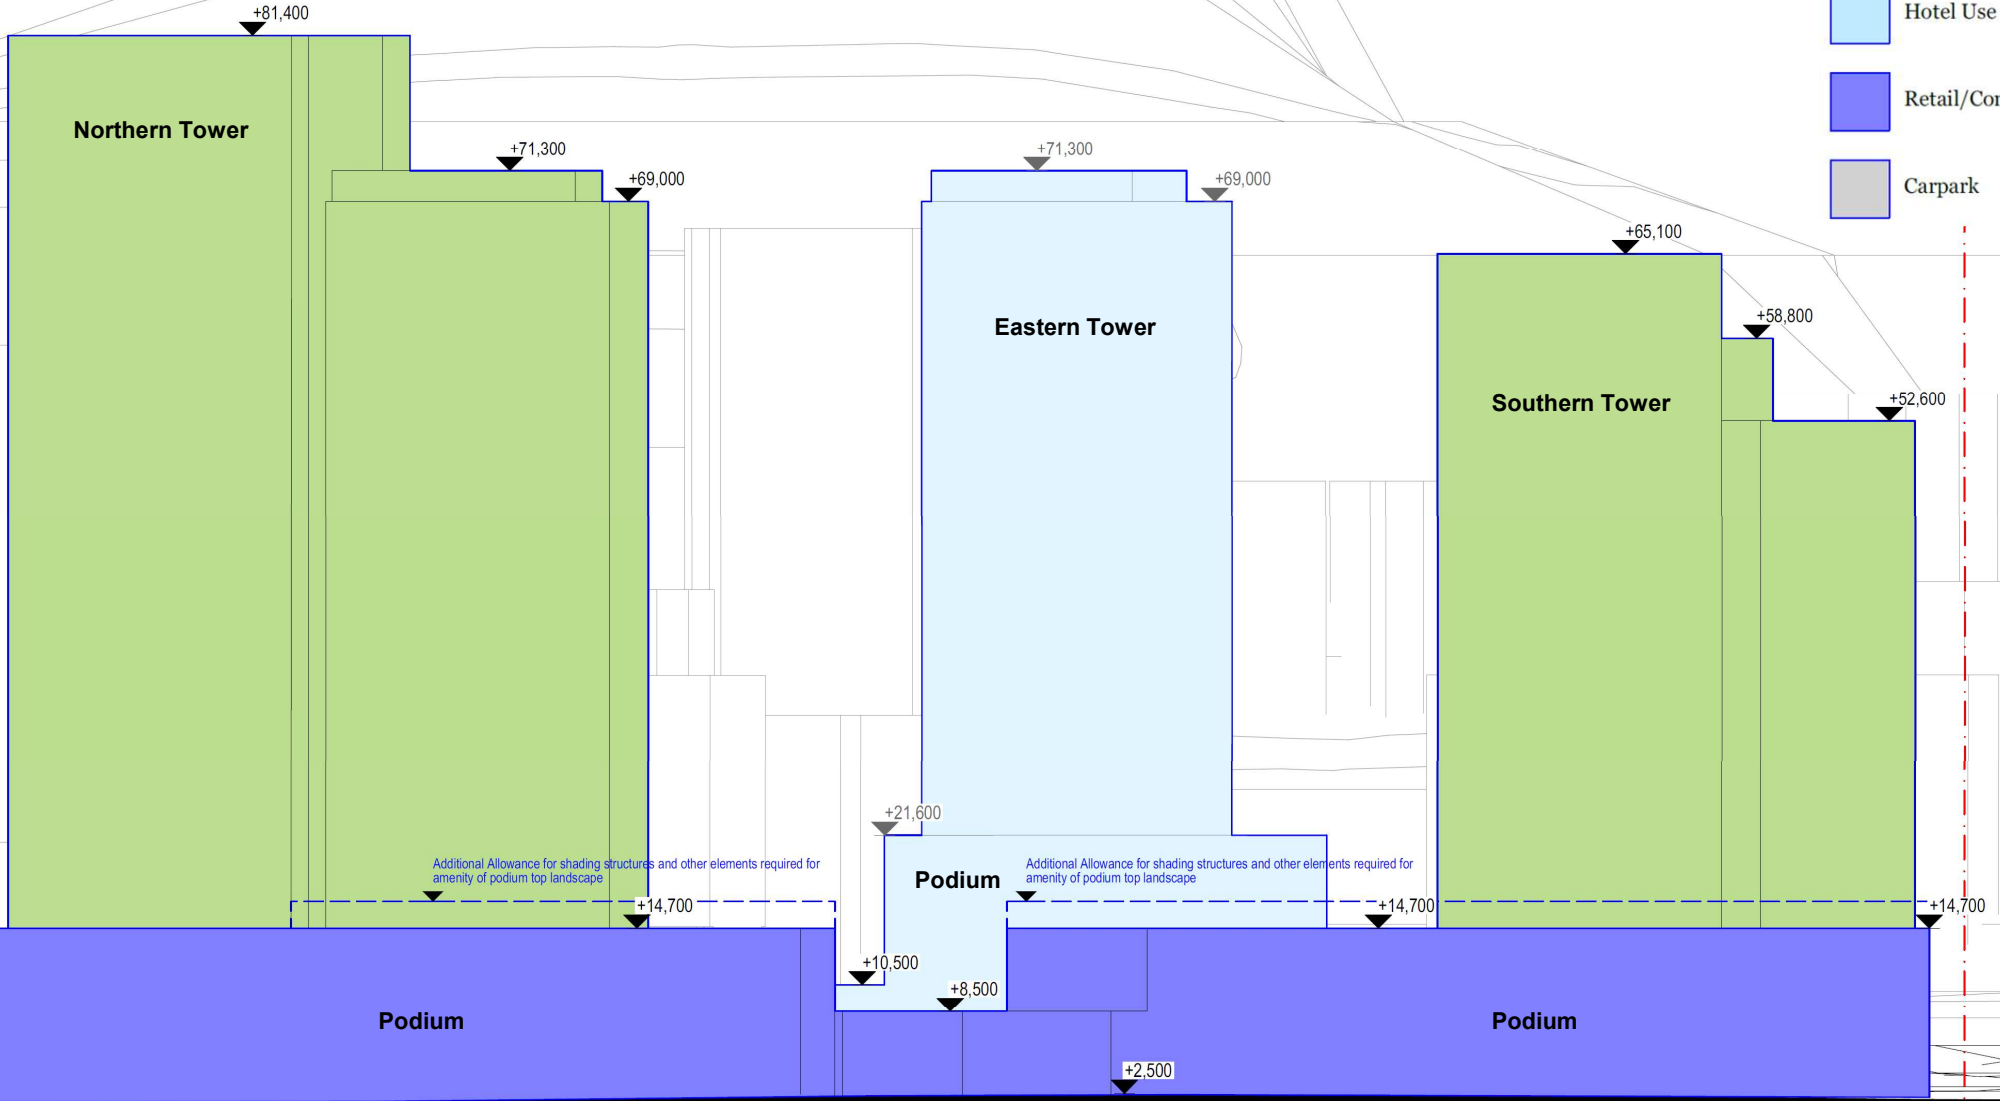 +81,400
Hotel Use
Northern Tower
Retail/
+71,300
+71,300
+69,000
+69,000
Carpark
+65,100
+58,800
Eastern Tower
Southern Tower
+52,600
+21,600
Additional Allowance for shading structures and other elements required for
amenity of podium top landscape
Podium
Additional Allowance for shading structures and other elements required for
amenity of podium top landscape
+14,700
+14,700
+14,700
+10,500
+8,500
Podium
Podium
+2,500